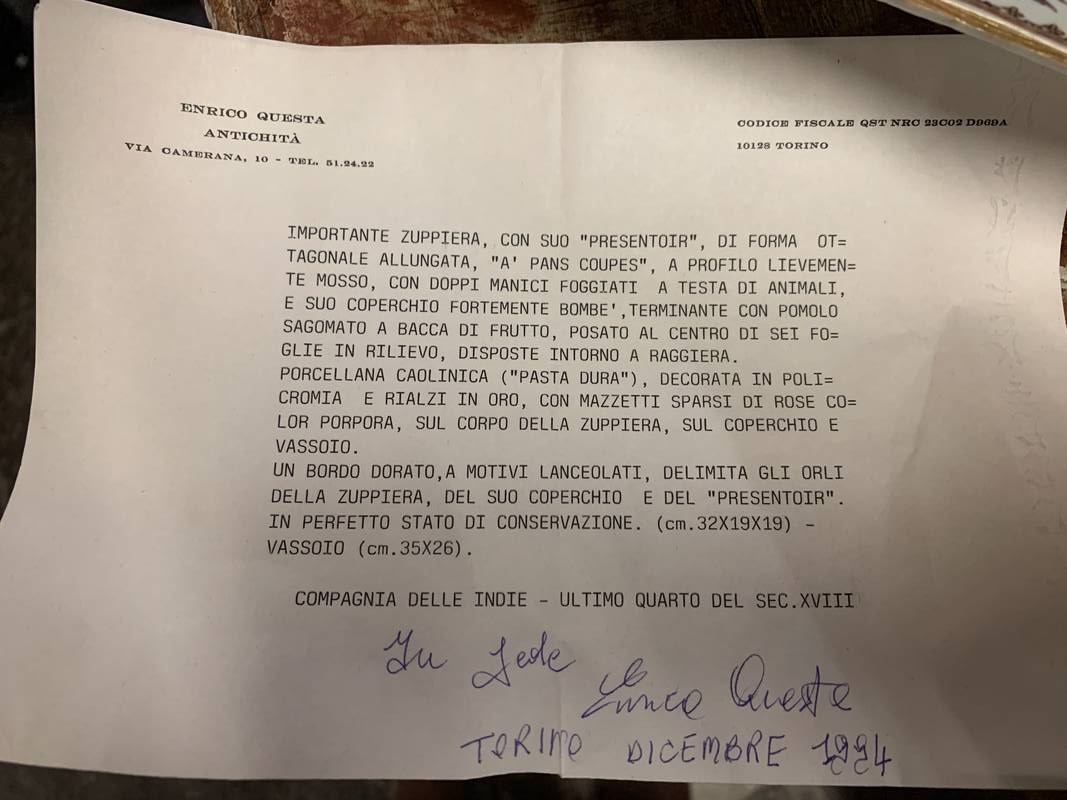 ENRICO QUESTA
ANTICHITÀ
VIA CAMERANA, 10 - TEL. 51.24.22
CODICE FISCALE QST NRC 23C02 D969A
10128 TORINO
IMPORTANTE ZUPPIERA, CON SUO "PRESENTOIR", DI FORMA OT=
TAGONALE ALLUNGATA, "A' PANS COUPES", A PROFILO LIEVEMEN=
TE MOSSO, CON DOPPI MANICI FOGGIATI A TESTA DI ANIMALI,
E SUO COPERCHIO FORTEMENTE BOMBE',TERMINANTE CON POMOLO
SAGOMATO A BACCA DI FRUTTO, POSATO AL CENTRO DI SEI FO=
GLIE IN RILIEVO, DISPOSTE INTORNO A RAGGIERA.
PORCELLANA CAOLINICA ("PASTA DURA"), DECORATA IN POLI=
CROMIA E RIALZI IN ORO, CON MAZZETTI SPARSI DI ROSE CO=
LOR PORPORA, SUL CORPO DELLA ZUPPIERA, SUL COPERCHIO E
VASSOIO.
UN BORDO DORATO,A MOTIVI LANCEOLATI, DELIMITA GLI ORLI
DELLA ZUPPIERA, DEL SUO COPERCHIO E DEL "PRESENTOIR".
IN PERFETTO STATO DI CONSERVAZIONE. (cm.32X19X19) -
VASSOIO (cm.35X26).
COMPAGNIA DELLE INDIE - ULTIMO QUARTO DEL SEC.XVIII
In fede
Enrico Questa
TORINO DICEMBRE 1994